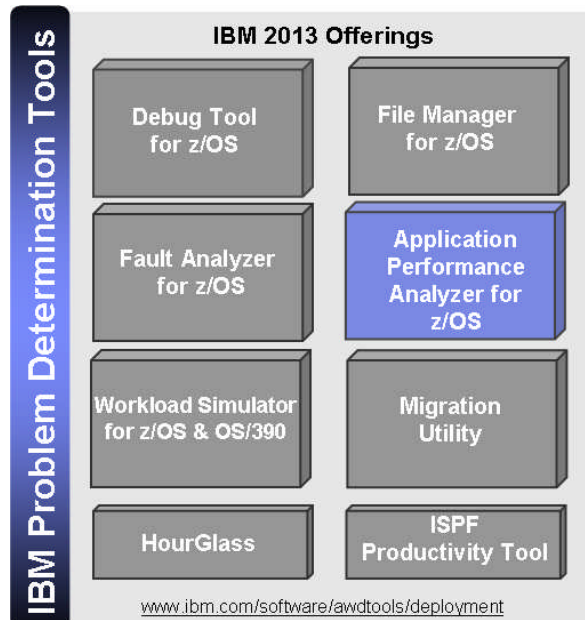 IBM Problem Determination Tools
IBM 2013 Offerings
Debug Tool
for z/OS
File Manager
for z/OS
Fault Analyzer
for z/OS
Application
Performance
Analyzer for
z/OS
Workload Simulator
for z/OS & OS/390
Migration
Utility
HourGlass
ISPF
Productivity Tool
www.ibm.com/software/awdtools/deployment